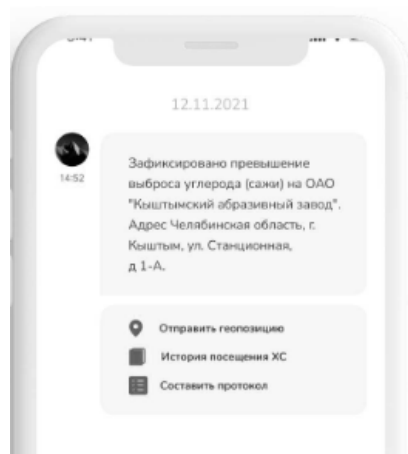 12.11.2021
Зафиксировано превышение
выброса углерода (сажи) на ОАО
"Кыштымский абразивный завод".
Адрес Челябинская область, г.
Кыштым, ул. Станционная,
д 1-А.
14:52
Отправить геопозицию
История посещения ХС
Составить протокол